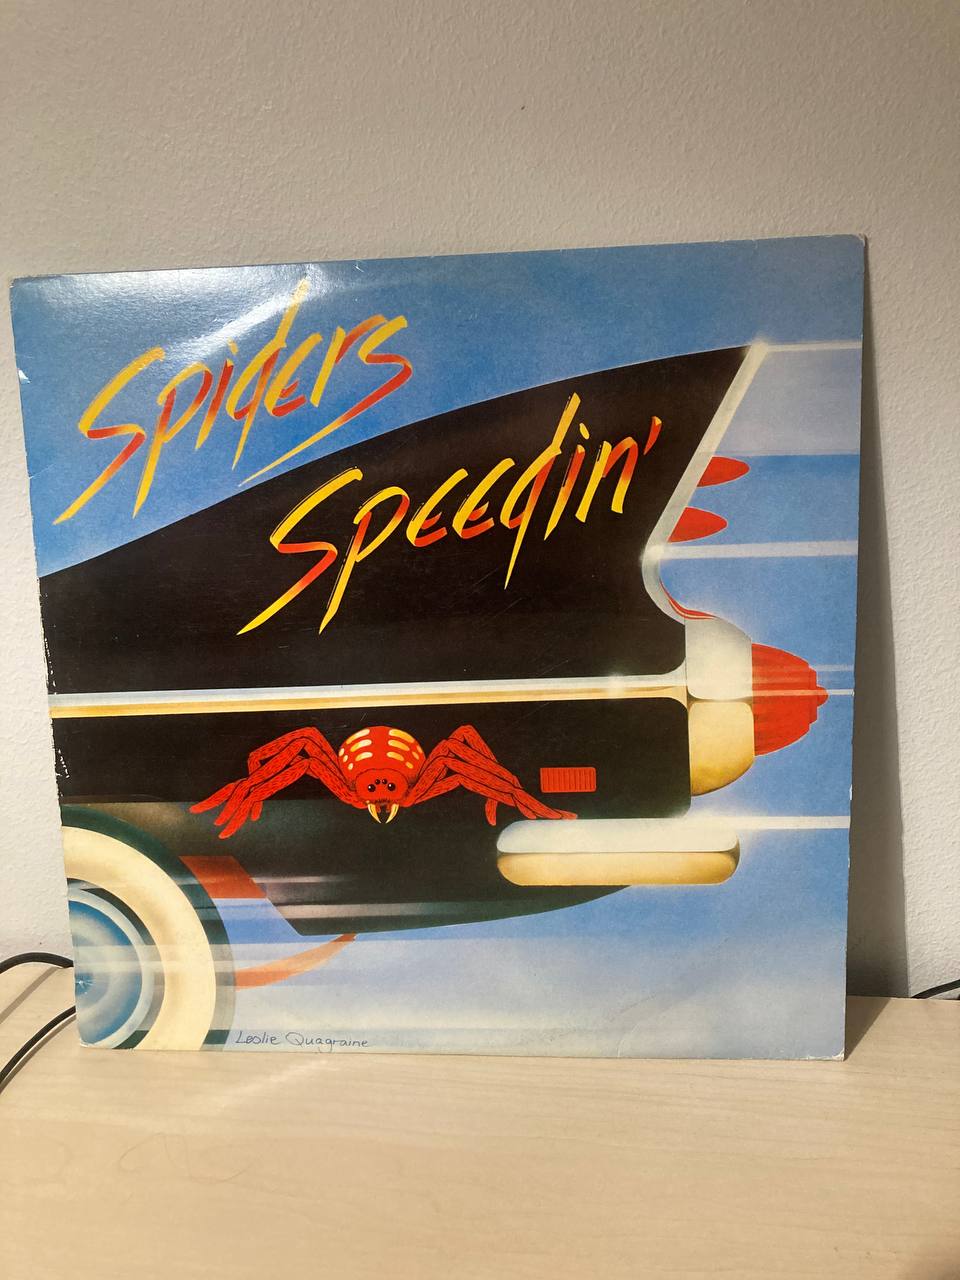 Spiders
Speedin'
Leslie Quagraine